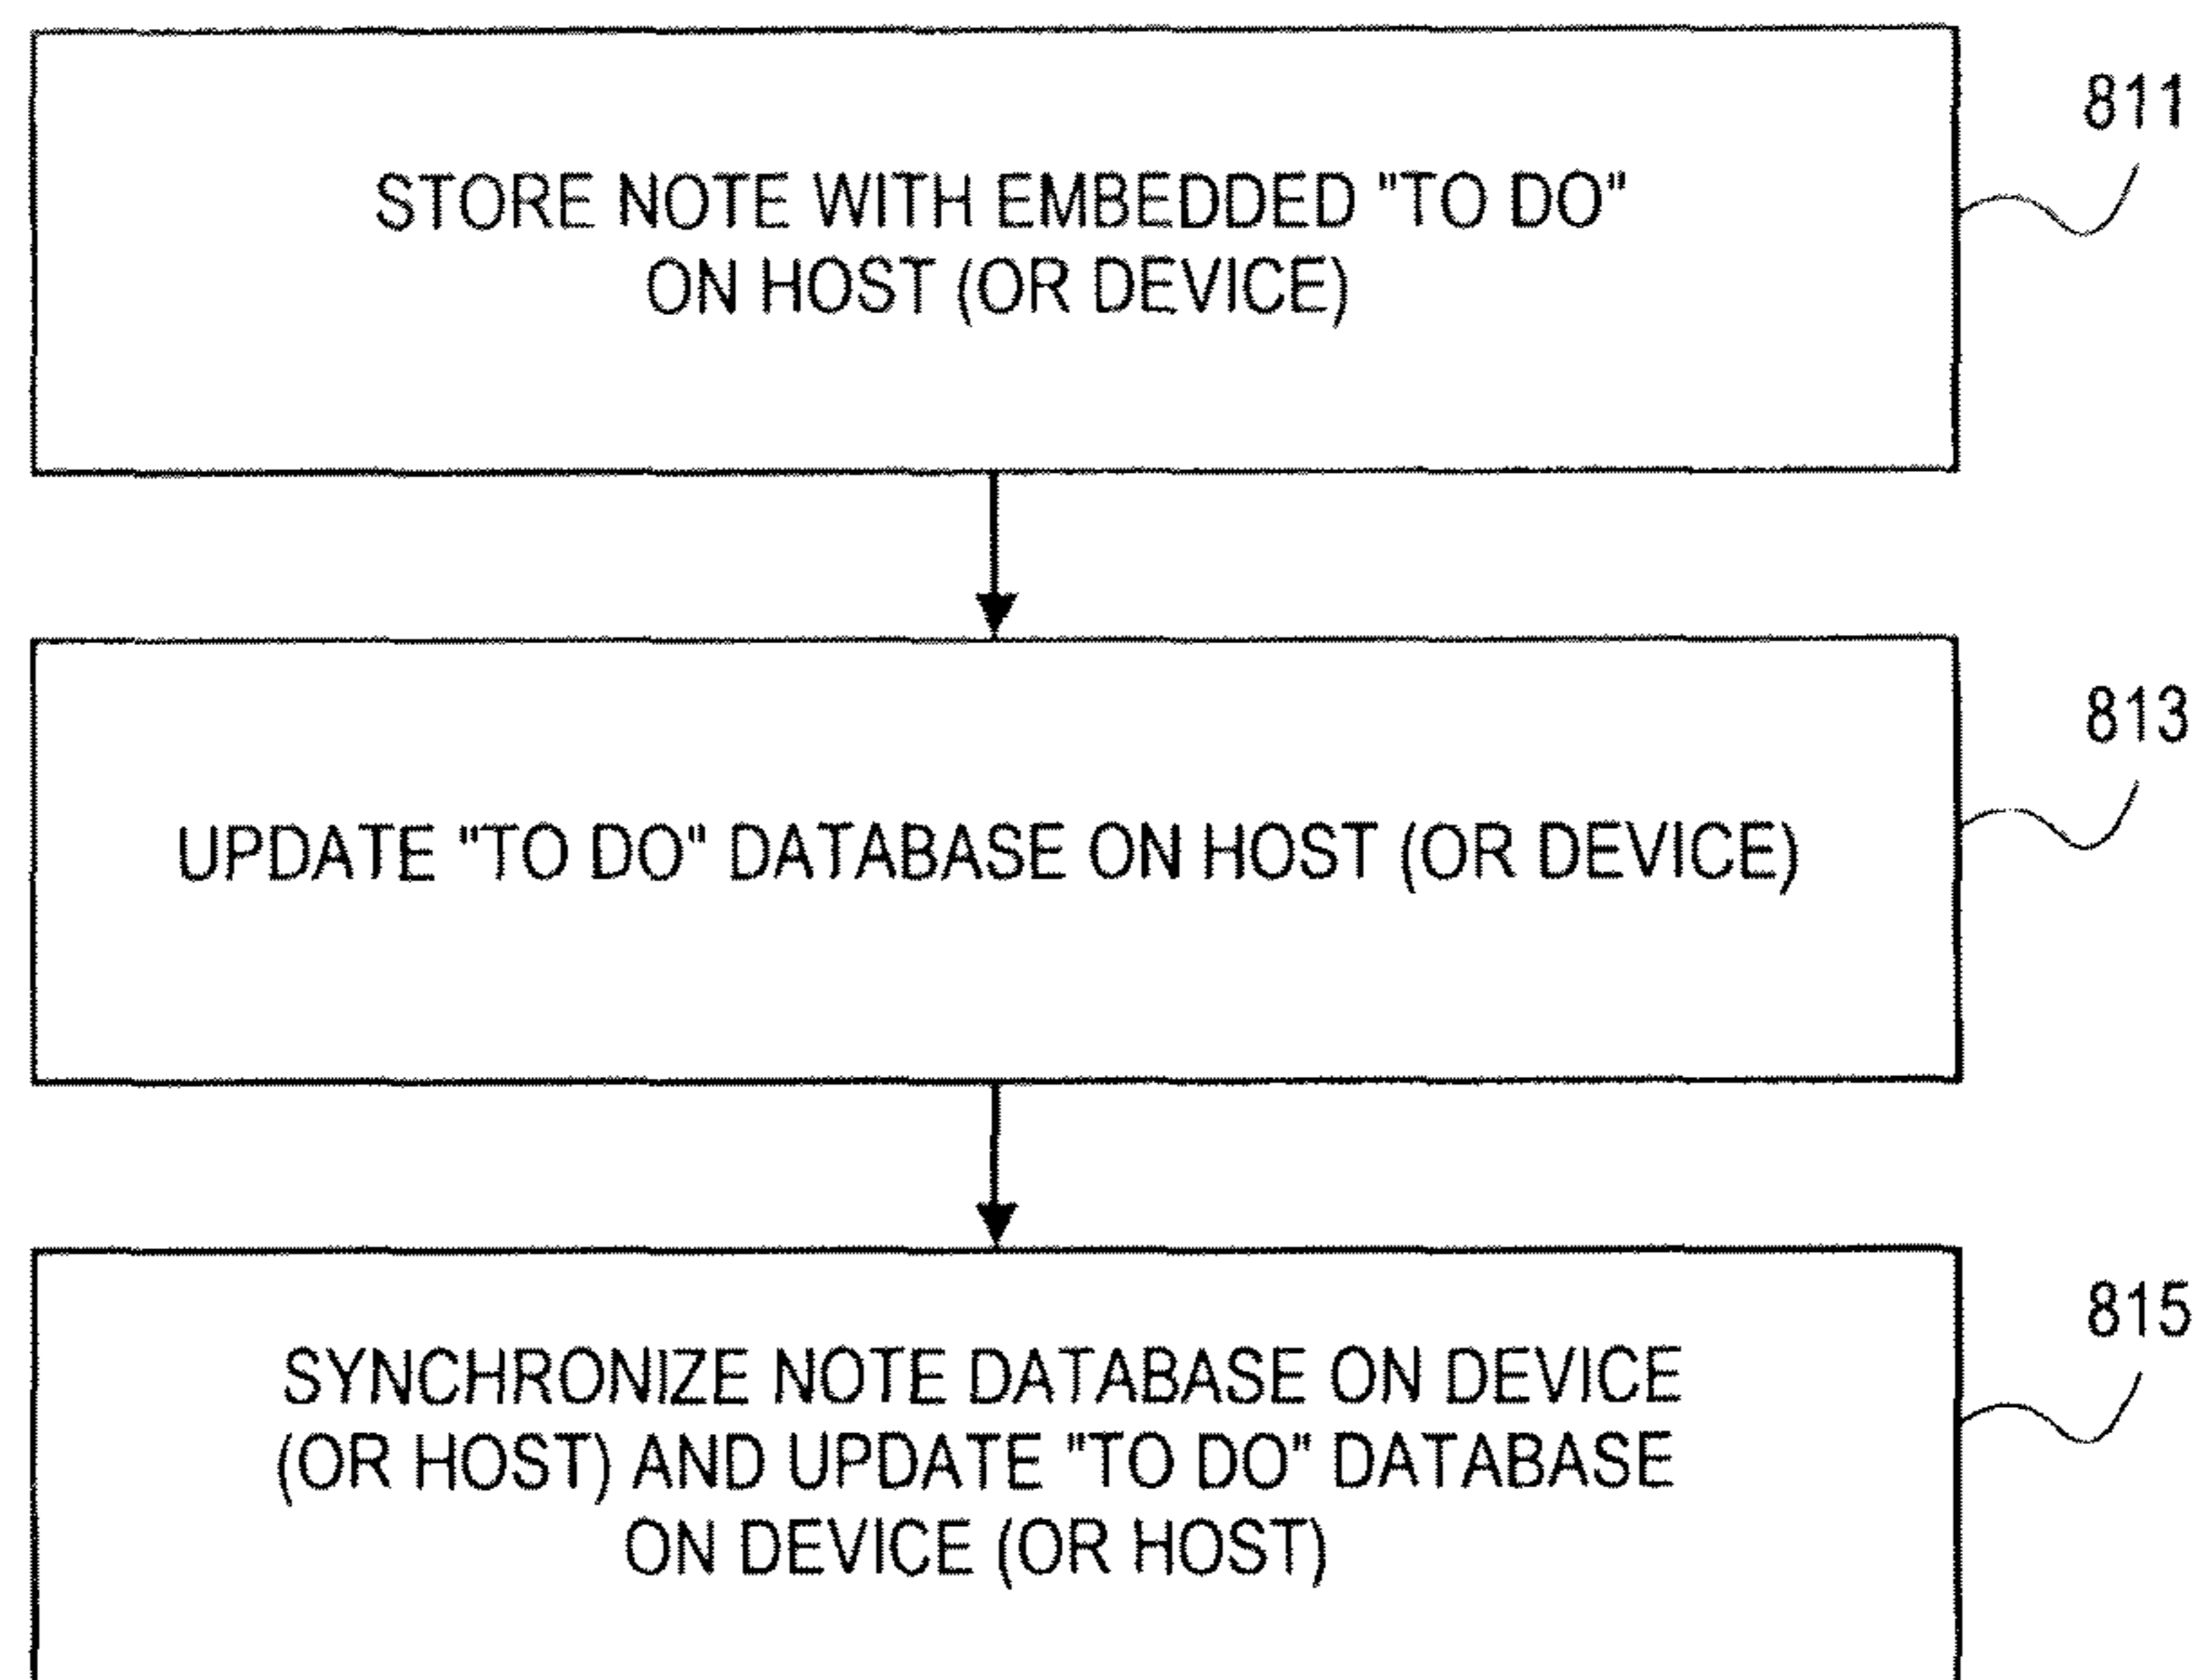 811
STORE NOTE WITH EMBEDDED "TO DO"
ON HOST (OR DEVICE)
813
UPDATE "TO DO" DATABASE ON HOST (OR DEVICE)
815
SYNCHRONIZE NOTE DATABASE ON DEVICE
(OR HOST) AND UPDATE "TO DO" DATABASE
ON DEVICE (OR HOST)